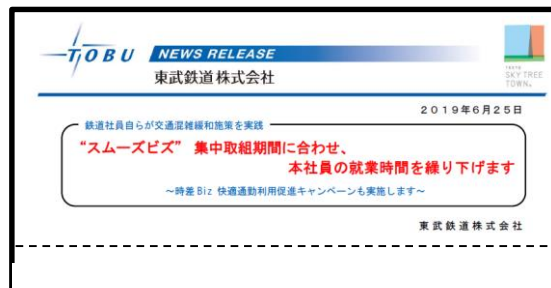 TOBU NEWS RELEASE
東武鉄道株式会社
TOKYO
SKY TREE
TOWN®
2019年6月25日
鉄道社員自らが交通混雑緩和施策を実践
“スムーズビズ” 集中取組期間に合わせ、
本社員の就業時間を繰り下げます
～時差Biz 快適通勤利用促進キャンペーンも実施します～
東武鉄道株式会社